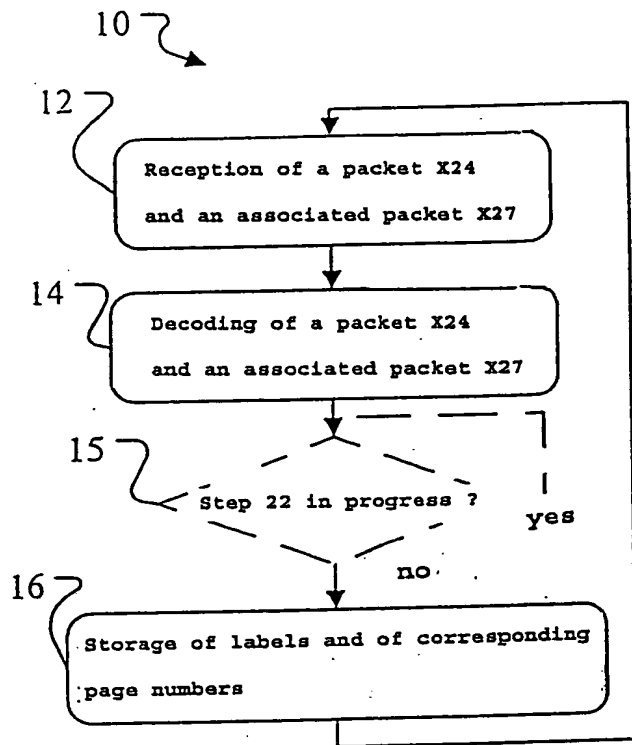 10
12
Reception of a packet X24
and an associated packet X27
14
Decoding of a packet X24
and an associated packet X27
15
Step 22 in progress ?
yes
no
16
Storage of labels and of corresponding
page numbers